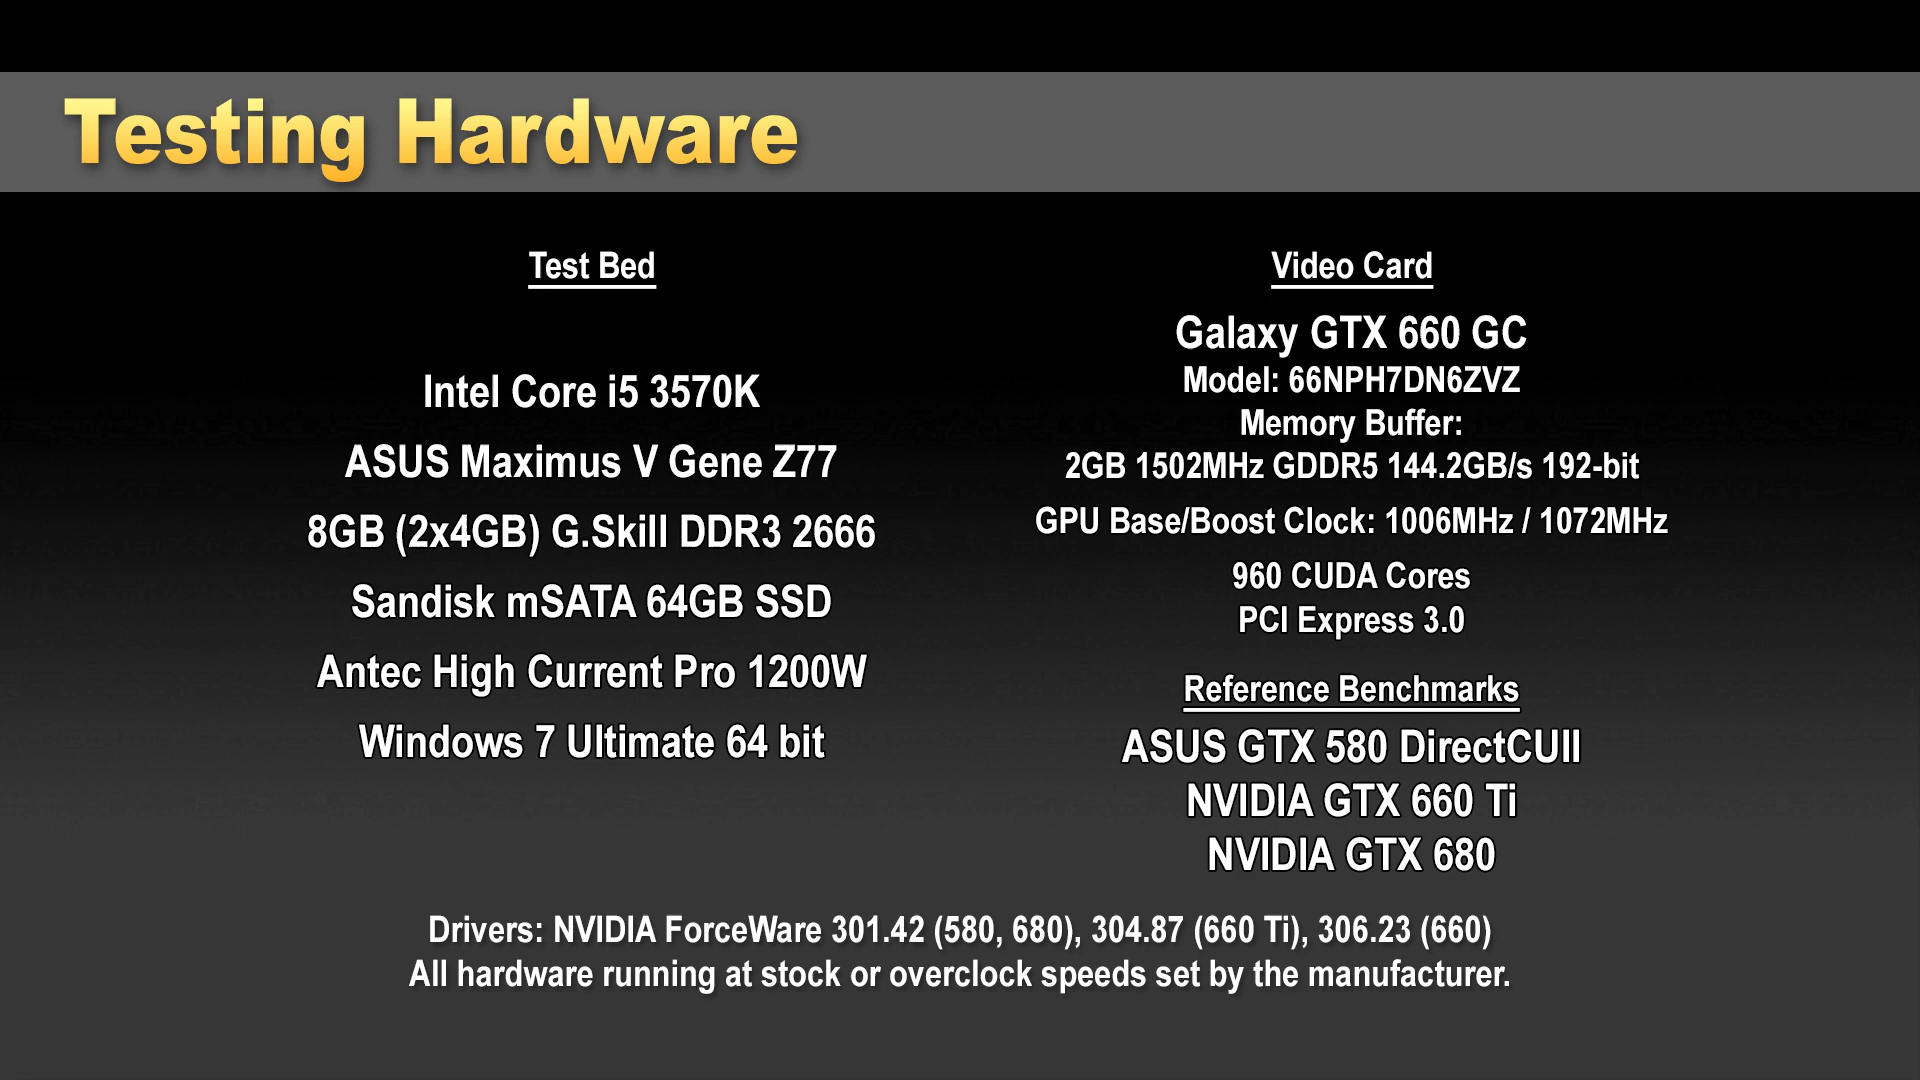 Testing Hardware
Test Bed
Intel Core i5 3570K
ASUS Maximus V Gene Z77
8GB (2x4GB) G.Skill DDR3 2666
Sandisk mSATA 64GB SSD
Antec High Current Pro 1200W
Windows 7 Ultimate 64 bit
Video Card
Galaxy GTX 660 GC
Model: 66NPH7DN6ZVZ
Memory Buffer:
2GB 1502MHz GDDR5 144.2GB/s 192-bit
GPU Base/Boost Clock: 1006MHz / 1072MHz
960 CUDA Cores
PCI Express 3.0
Reference Benchmarks
ASUS GTX 580 DirectCUII
NVIDIA GTX 660 Ti
NVIDIA GTX 680
Drivers: NVIDIA ForceWare 301.42 (580, 680), 304.87 (660 Ti), 306.23 (660)
All hardware running at stock or overclock speeds set by the manufacturer.